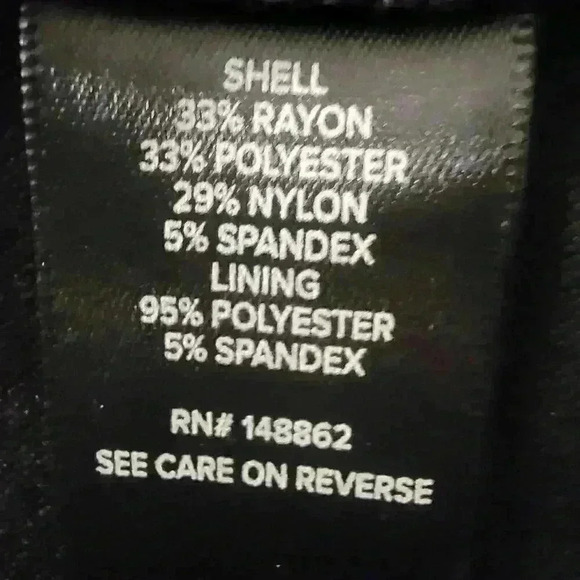 SHELL
33% RAYON
33% POLYESTER
29% NYLON
5% SPANDEX
LINING
95% POLYESTER
5% SPANDEX
RN# 148862
SEE CARE ON REVERSE